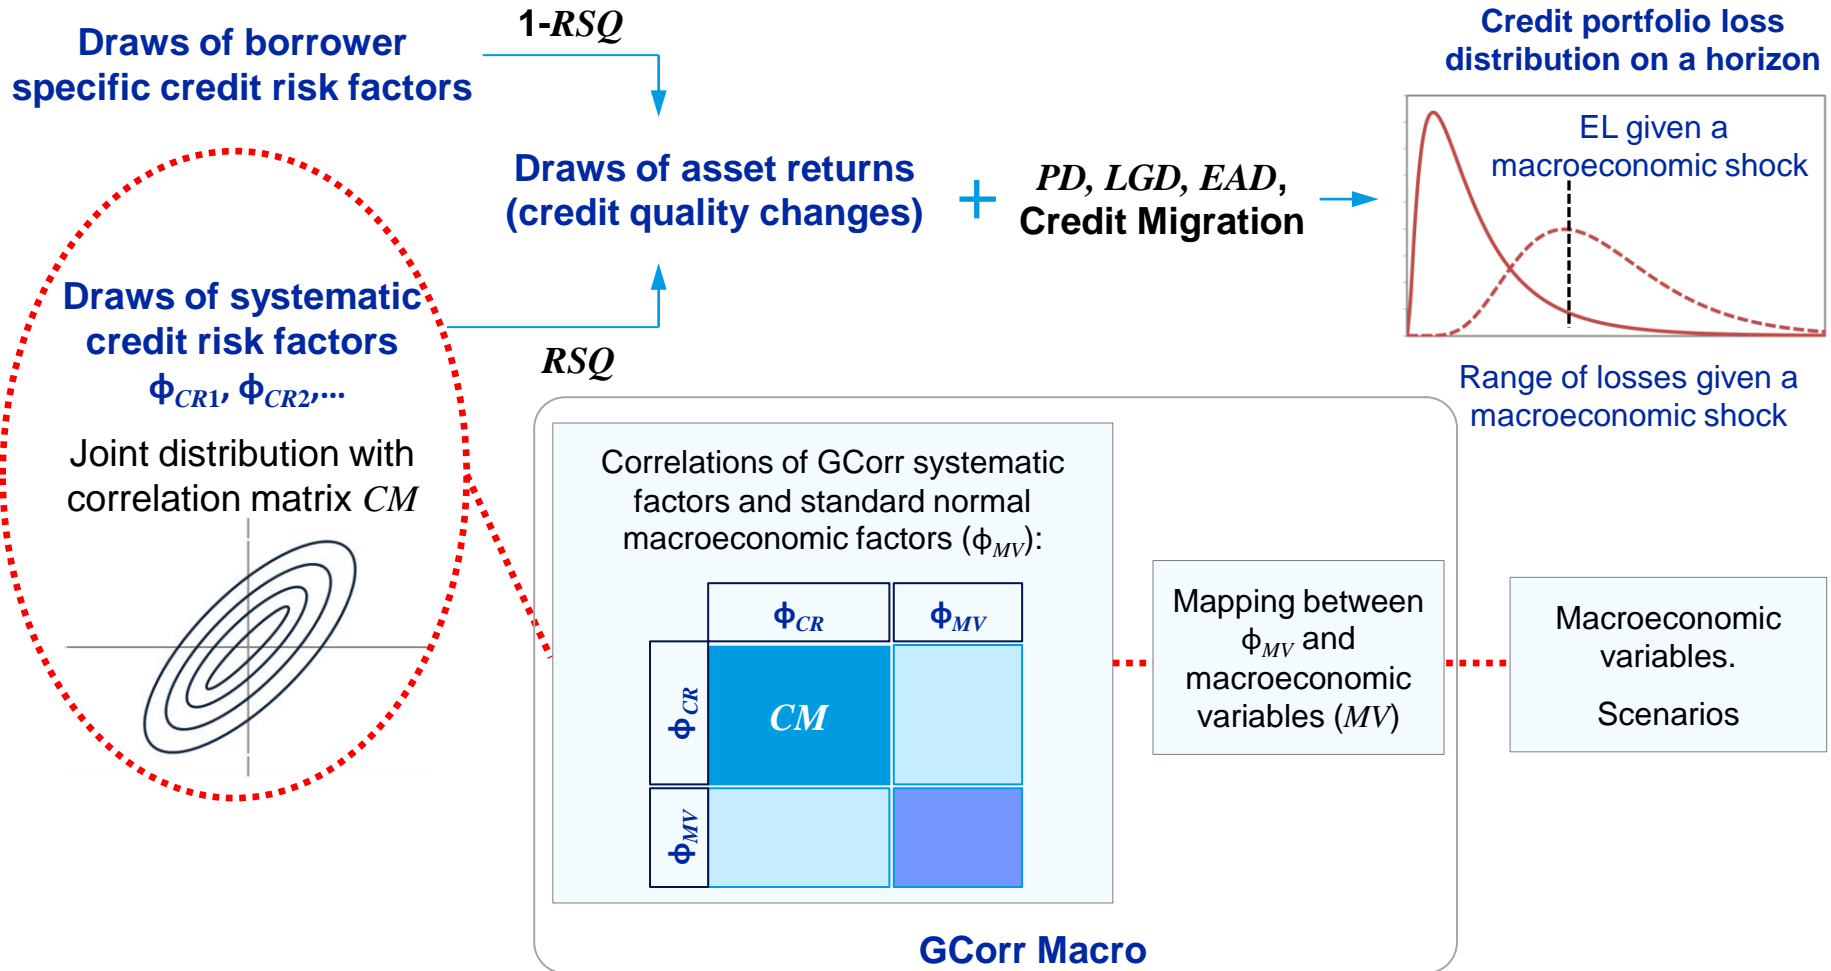 Draws of borrower
specific credit risk factors
1-RSQ
Draws of systematic
credit risk factors
ϕCR1, ϕCR2,...
Joint distribution with
correlation matrix CM
RSQ
Draws of asset returns
(credit quality changes)
+
PD, LGD, EAD,
Credit Migration
Credit portfolio loss
distribution on a horizon
EL given a
macroeconomic shock
Range of losses given a
macroeconomic shock
Correlations of GCorr systematic
factors and standard normal
macroeconomic factors (ϕMV):
ϕCR
ϕMV
ϕCR
CM
ϕMV
Mapping between
ϕMV and
macroeconomic
variables (MV)
Macroeconomic
variables.
Scenarios
GCorr Macro